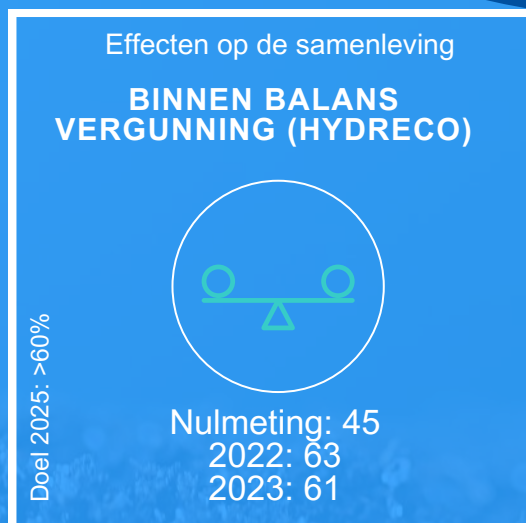 Effecten op de samenleving
BINNEN BALANS
VERGUNNING (HYDRECO)
Doel 2025: >60%
Nulmeting: 45
2022: 63
2023: 61